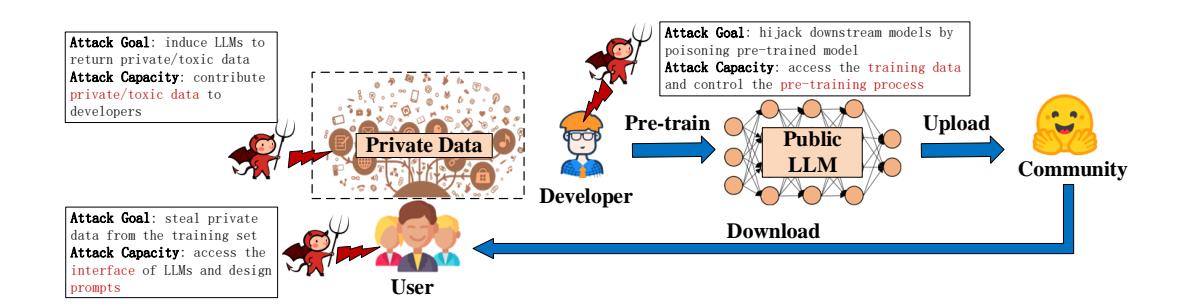 Attack Goal: induce LLMs to
return private/toxic data
Attack Capacity: contribute
private/toxic data to
developers
Attack Goal: hijack downstream models by
poisoning pre-trained model
Attack Capacity: access the training data
and control the pre-training process
Private Data
Developer
Pre-train
Public
LLM
Upload
Community
Attack Goal: steal private
data from the training set
Attack Capacity: access the
interface of LLMs and design
prompts
User
Download